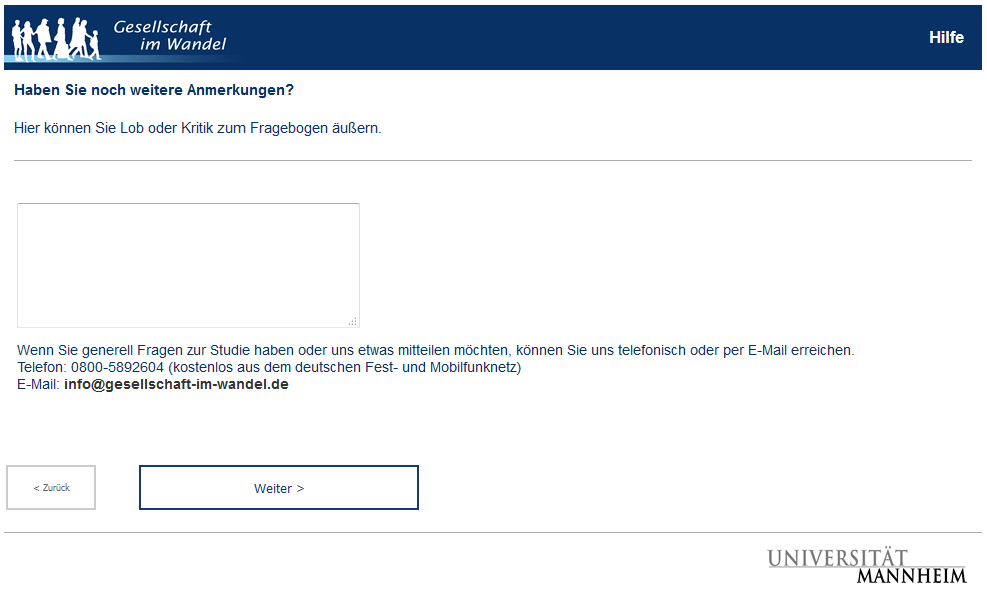 Gesellschaft
im Wandel
Hilfe
Haben Sie noch weitere Anmerkungen?
Hier können Sie Lob oder Kritik zum Fragebogen äußern.
Wenn Sie generell Fragen zur Studie haben oder uns etwas mitteilen möchten, können Sie uns telefonisch oder per E-Mail erreichen.
Telefon: 0800-5892604 (kostenlos aus dem deutschen Fest- und Mobilfunknetz)
E-Mail: info@gesellschaft-im-wandel.de
< Zurück
Weiter >
UNIVERSITÄT
MANNHEIM